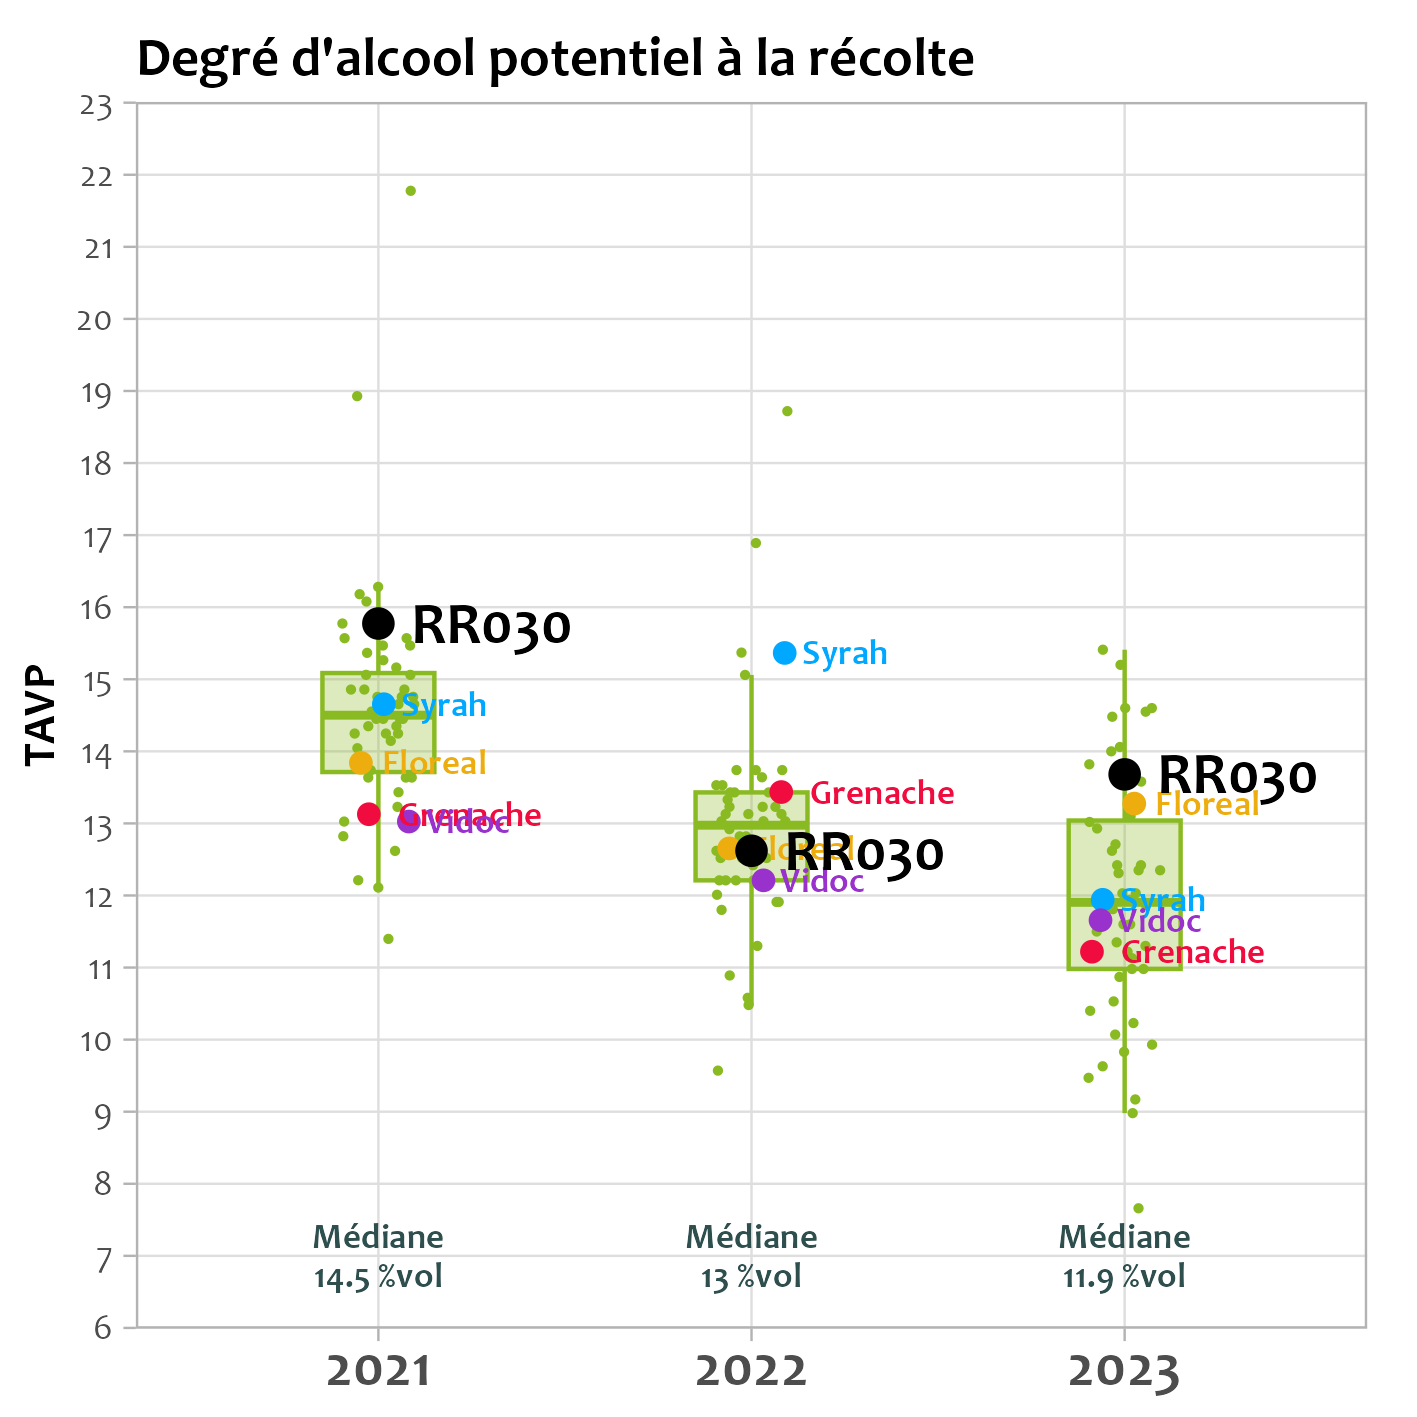 Degré d'alcool potentiel à la récolte
TAVP
23
22
21
20
19
18
17
16
15
14
13
12
11
10
9
8
7
6
RR030
Syrah
Floreal
Grenache
Vidoc
Médiane
14.5 %vol
Syrah
Grenache
Floreal
RR030
Vidoc
Médiane
13 %vol
RR030
Floreal
Syrah
Vidoc
Grenache
Médiane
11.9 %vol
2021
2022
2023